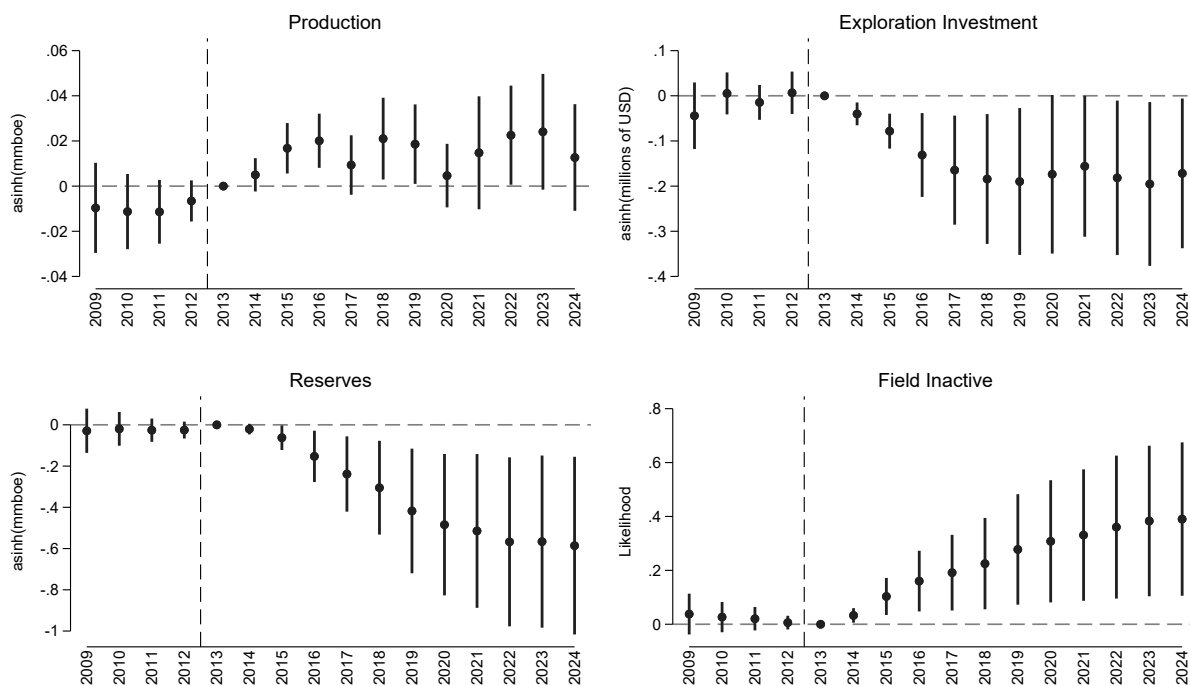 Production
asinh(mmboe)
.06
.04
.02
0
-.02
-.04
2009 2010 2011 2012 2013 2014 2015 2016 2017 2018 2019 2020 2021 2022 2023 2024
Exploration Investment
asinh(millions of USD)
.1
0
-.1
-.2
-.3
-.4
2009 2010 2011 2012 2013 2014 2015 2016 2017 2018 2019 2020 2021 2022 2023 2024
Reserves
asinh(mmboe)
0
-.2
-.4
-.6
-.8
-1
2009 2010 2011 2012 2013 2014 2015 2016 2017 2018 2019 2020 2021 2022 2023 2024
Field Inactive
Likelihood
.8
.6
.4
.2
0
2009 2010 2011 2012 2013 2014 2015 2016 2017 2018 2019 2020 2021 2022 2023 2024